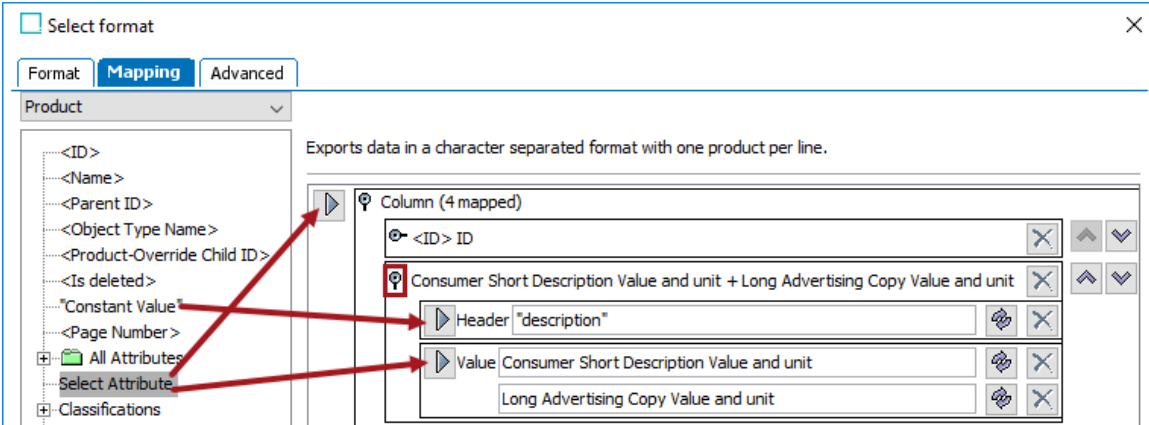 Select format
Format Mapping Advanced
Product
<ID>
<Name>
<Parent ID>
<Object Type Name>
<Product-Override Child ID>
<Is deleted>
"Constant Value"
<Page Number>
All Attributes
Select Attribute
Classifications
Exports data in a character separated format with one product per line.
Column (4 mapped)
<ID> ID
Consumer Short Description Value and unit + Long Advertising Copy Value and unit
Header "description"
Value Consumer Short Description Value and unit
Long Advertising Copy Value and unit